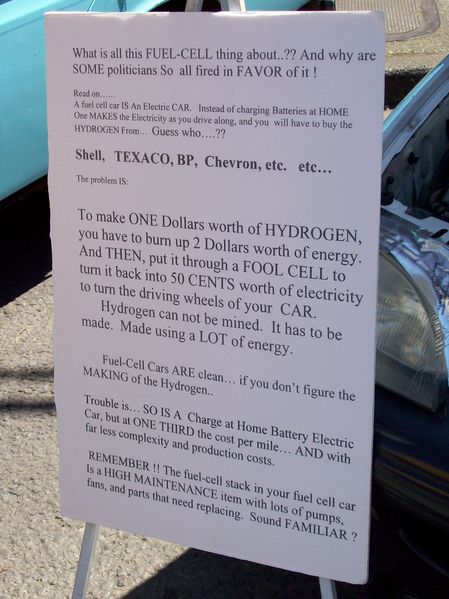 What is all this FUEL-CELL thing about..?? And why are
SOME politicians So all fired in FAVOR of it !
Read on......
A fuel cell car IS An Electric CAR. Instead of charging Batteries at HOME
One MAKES the Electricity as you drive along, and you will have to buy the
HYDROGEN From... Guess who....??
Shell, TEXACO, BP, Chevron, etc. etc...
The problem IS:
To make ONE Dollars worth of HYDROGEN,
you have to burn up 2 Dollars worth of energy.
And THEN, put it through a FOOL CELL to
turn it back into 50 CENTS worth of electricity
to turn the driving wheels of your CAR.
Hydrogen can not be mined. It has to be
made. Made using a LOT of energy.
Fuel-Cell Cars ARE clean... if you don't figure the
MAKING of the Hydrogen..
Trouble is... SO IS A Charge at Home Battery Electric
Car, but at ONE THIRD the cost per mile... AND with
far less complexity and production costs.
REMEMBER !! The fuel-cell stack in your fuel cell car
Is a HIGH MAINTENANCE item with lots of pumps,
fans, and parts that need replacing. Sound FAMILIAR ?